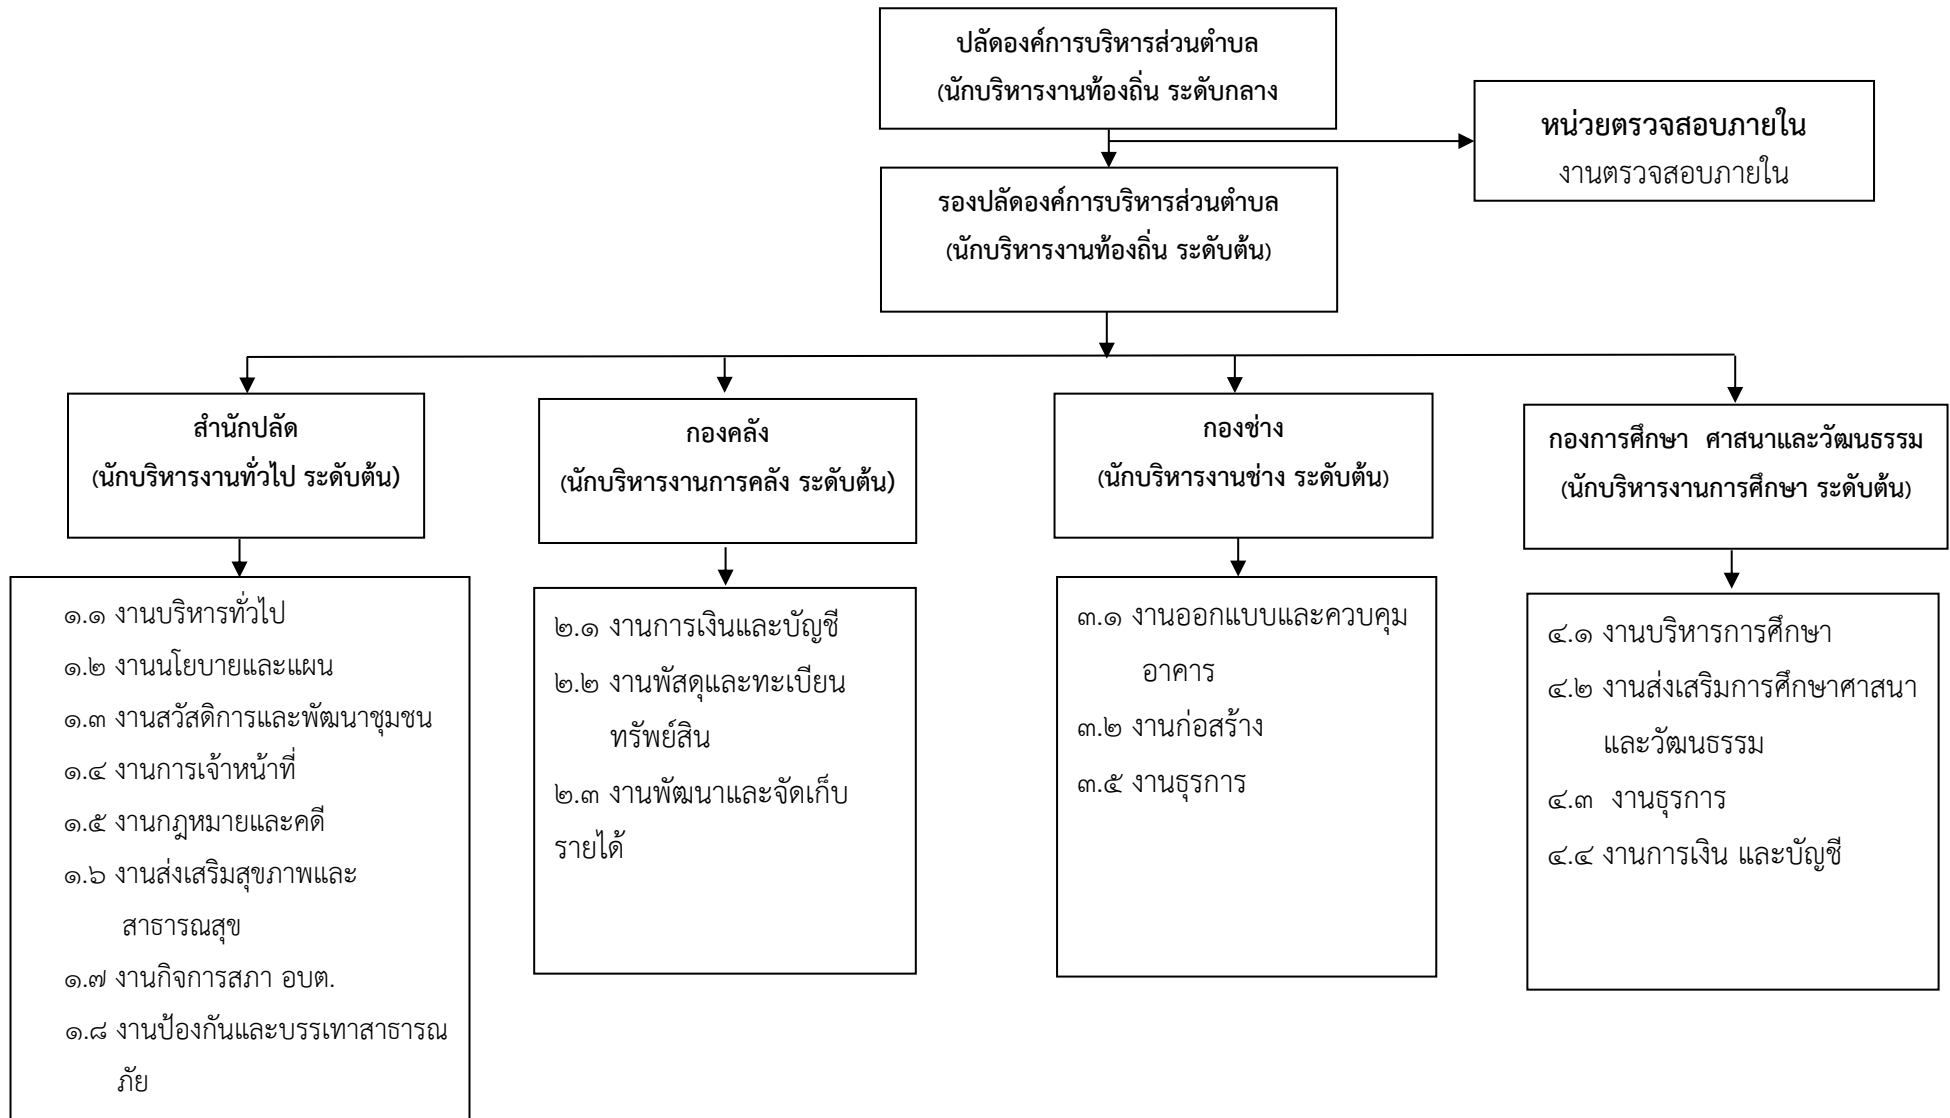 ปลัดองค์การบริหารส่วนตำบล
(นักบริหารงานท้องถิ่น ระดับกลาง
หน่วยตรวจสอบภายใน
งานตรวจสอบภายใน
รองปลัดองค์การบริหารส่วนตำบล
(นักบริหารงานท้องถิ่น ระดับต้น)
สำนักปลัด
(นักบริหารงานทั่วไป ระดับต้น)
กองคลัง
(นักบริหารงานการคลัง ระดับต้น)
กองช่าง
(นักบริหารงานช่าง ระดับต้น)
กองการศึกษา ศาสนาและวัฒนธรรม
(นักบริหารงานการศึกษา ระดับต้น)
๑.๑ งานบริหารทั่วไป
๑.๒ งานนโยบายและแผน
๑.๓ งานสวัสดิการและพัฒนาชุมชน
๑.๔ งานการเจ้าหน้าที่
๑.๕ งานกฎหมายและคดี
๑.๖ งานส่งเสริมสุขภาพและ
สาธารณสุข
๑.๗ งานกิจการสภา อบต.
๑.๘ งานป้องกันและบรรเทาสาธารณ
ภัย
๒.๑ งานการเงินและบัญชี
๒.๒ งานพัสดุและทะเบียน
ทรัพย์สิน
๒.๓ งานพัฒนาและจัดเก็บ
รายได้
๓.๑ งานออกแบบและควบคุม
อาคาร
๓.๒ งานก่อสร้าง
๓.๕ งานธุรการ
๔.๑ งานบริหารการศึกษา
๔.๒ งานส่งเสริมการศึกษาศาสนา
และวัฒนธรรม
๔.๓ งานธุรการ
๔.๔ งานการเงิน และบัญชี